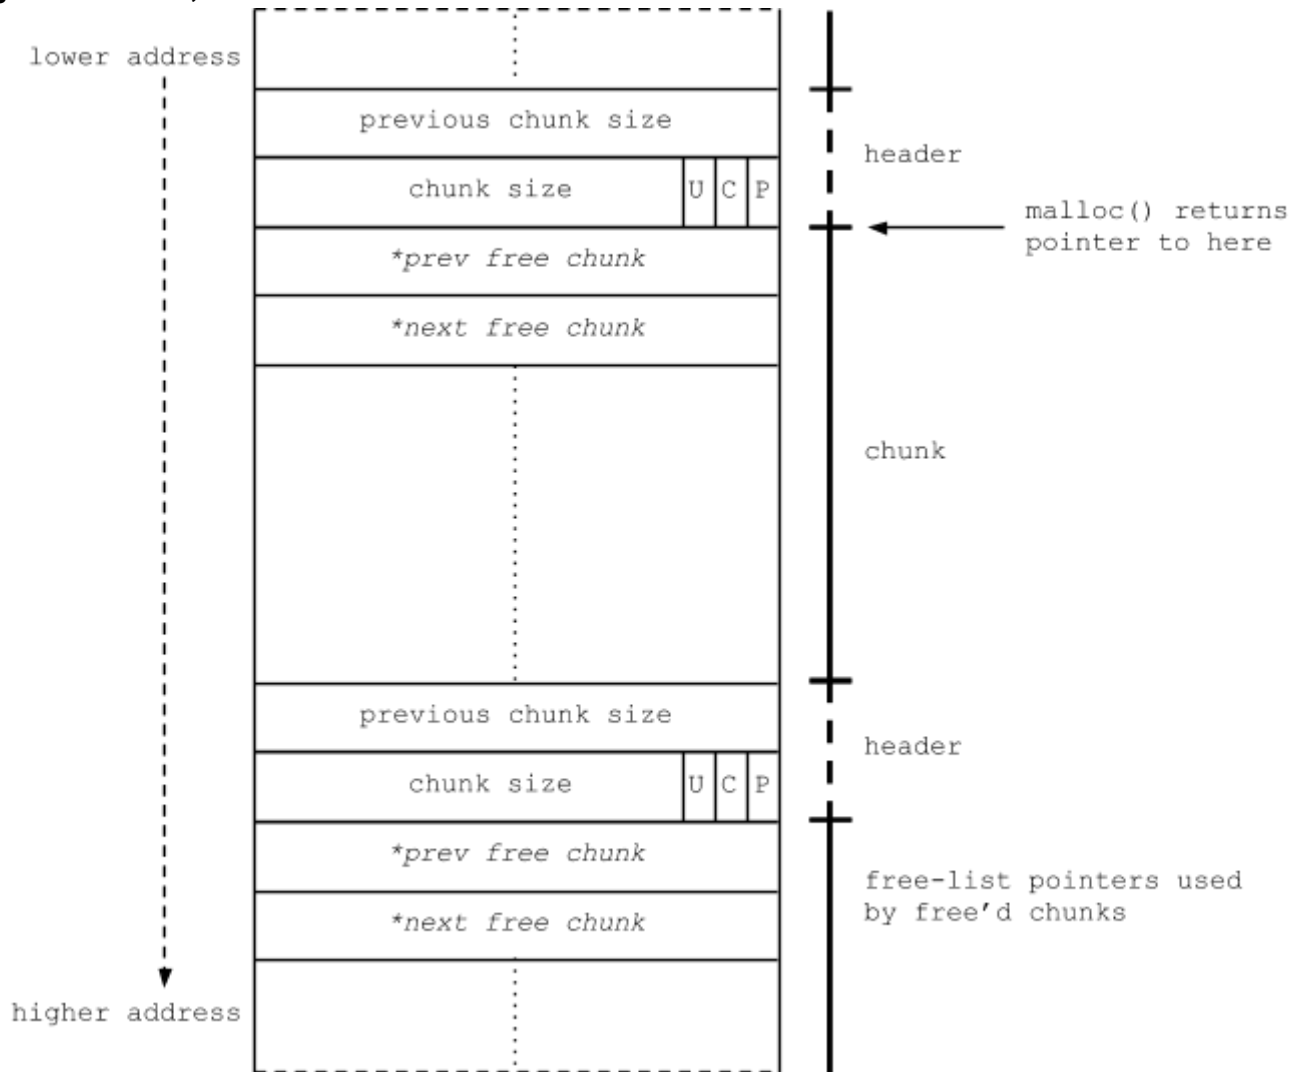 lower address
previous chunk size
header
chunk size U C P
malloc() returns
pointer to here
*prev free chunk
*next free chunk
chunk
previous chunk size
header
chunk size U C P
*prev free chunk
free-list pointers used
by free'd chunks
*next free chunk
higher address